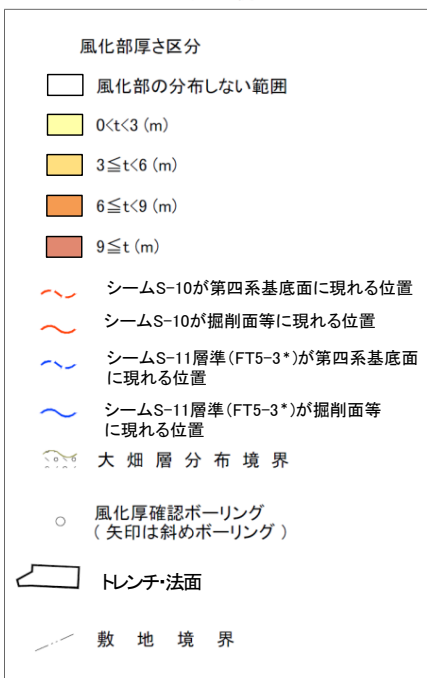 風化部厚さ区分
風化部の分布しない範囲
0<t<3 (m)
3≦t<6 (m)
6≦t<9 (m)
9≦t (m)
シームS-10が第四系基底面に現れる位置
シームS-10が掘削面等に現れる位置
シームS-11層準(FT5-3*)が第四系基底面
に現れる位置
シームS-11層準(FT5-3*)が掘削面等
に現れる位置
大畑層分布境界
風化厚確認ボーリング
(矢印は斜めボーリング)
トレンチ・法面
敷地境界